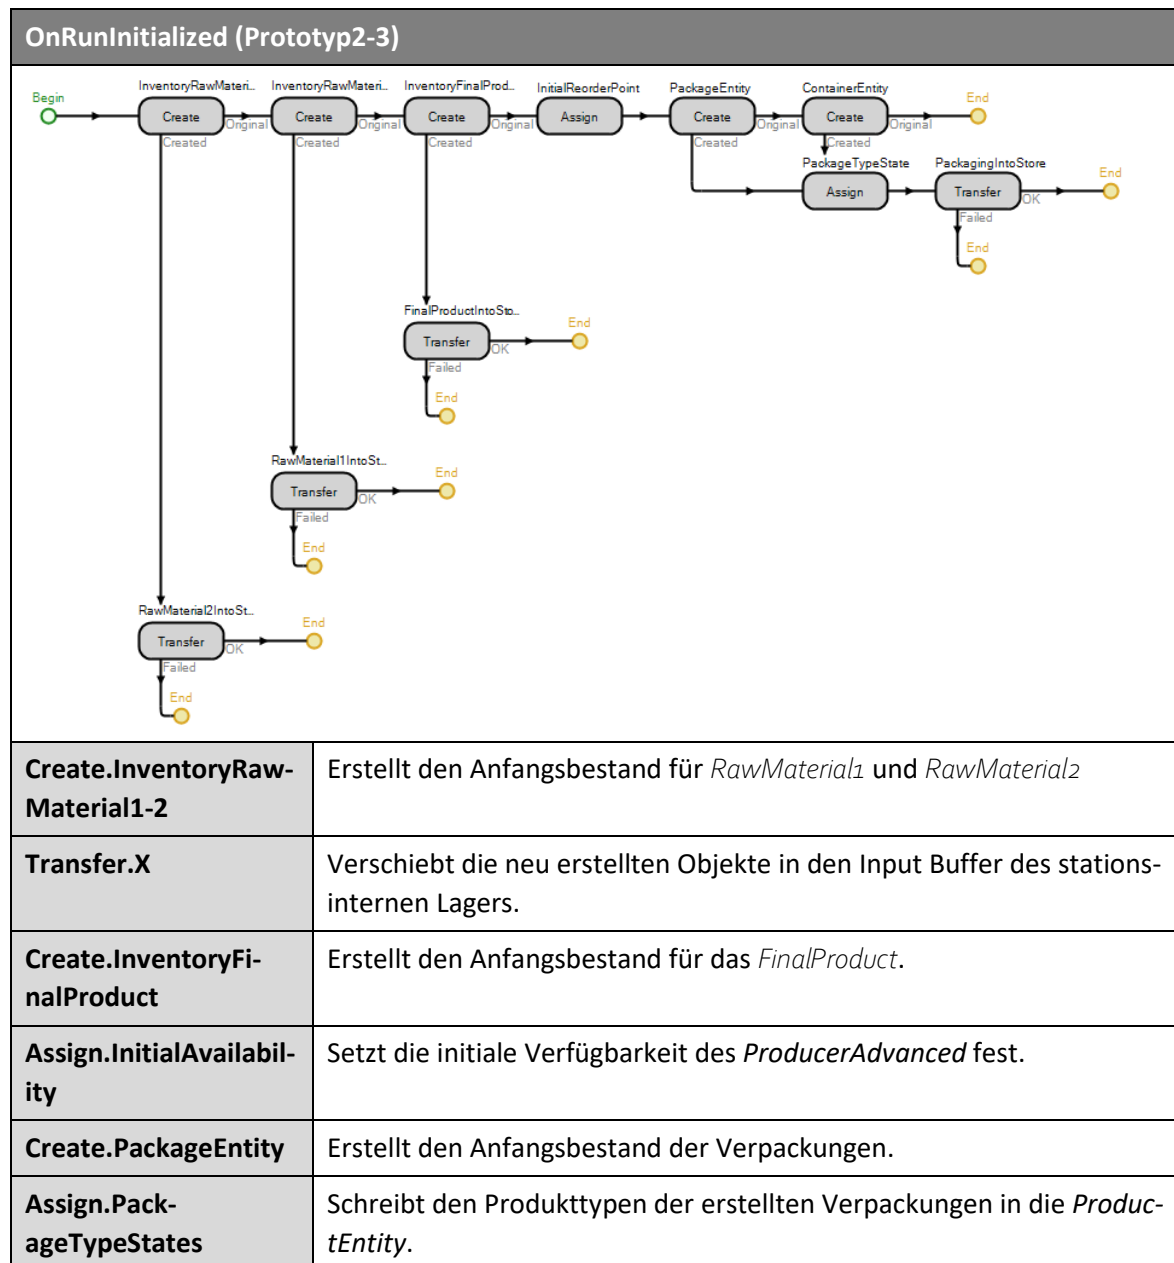 OnRunInitialized (Prototyp2-3)
InventoryRawMateri... InventoryRawMateri... InventoryFinalProd... InitialReorderPoint PackageEntity ContainerEntity
Begin End
Create Create Create Assign Create Create
Original Original Original Original Original
Created Created Created Created Created
PackageTypeState PackagingIntoStore
End
Assign Transfer
OK
Failed
End
FinalProductIntoSto...
End
Transfer
OK
Failed
End
RawMaterial1IntoSt...
End
Transfer
OK
Failed
End
RawMaterial2IntoSt...
End
Transfer
OK
Failed
End
Create.InventoryRaw- Erstellt den Anfangsbestand für RawMaterial1 und RawMaterial2
Material1-2
Transfer.X Verschiebt die neu erstellten Objekte in den Input Buffer des stations-
internen Lagers.
Create.InventoryFi- Erstellt den Anfangsbestand für das FinalProduct.
nalProduct
Assign.InitialAvailabil- Setzt die initiale Verfügbarkeit des ProducerAdvanced fest.
ity
Create.PackageEntity Erstellt den Anfangsbestand der Verpackungen.
Assign.Pack- Schreibt den Produkttypen der erstellten Verpackungen in die Produc-
ageTypeStates tEntity.